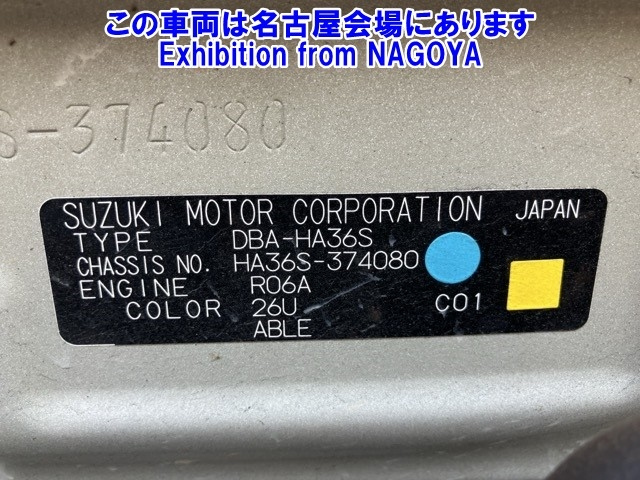 この車両は名古屋会場にあります
Exhibition from NAGOYA
S-374080
SUZUKI MOTOR CORPORATION JAPAN
TYPE DBA-HA36S
CHASSIS NO. HA36S-374080
ENGINE R06A C01
COLOR 26U
ABLE